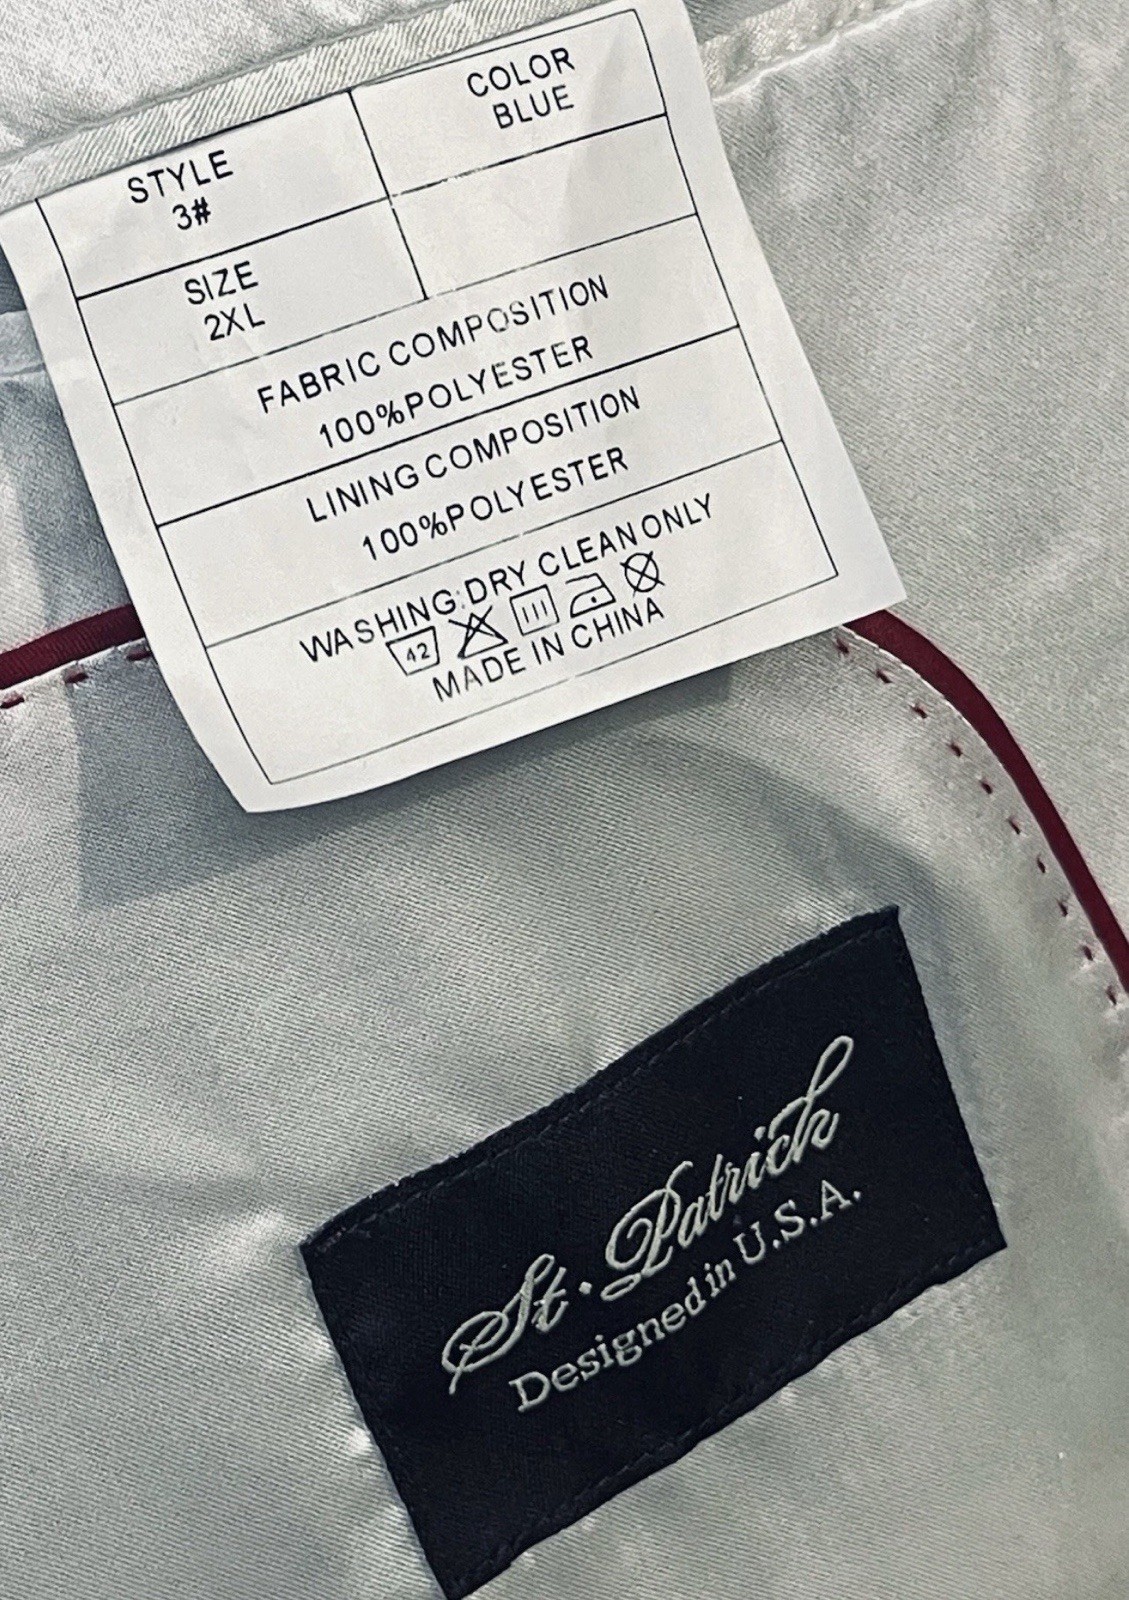 STYLE
3#
COLOR
BLUE
SIZE
2XL
FABRIC COMPOSITION
100%POLYESTER
LINING COMPOSITION
100%POLYESTER
WASHING:DRY CLEAN ONLY
42
MADE IN CHINA
St. Patrick
Designed in U.S.A.